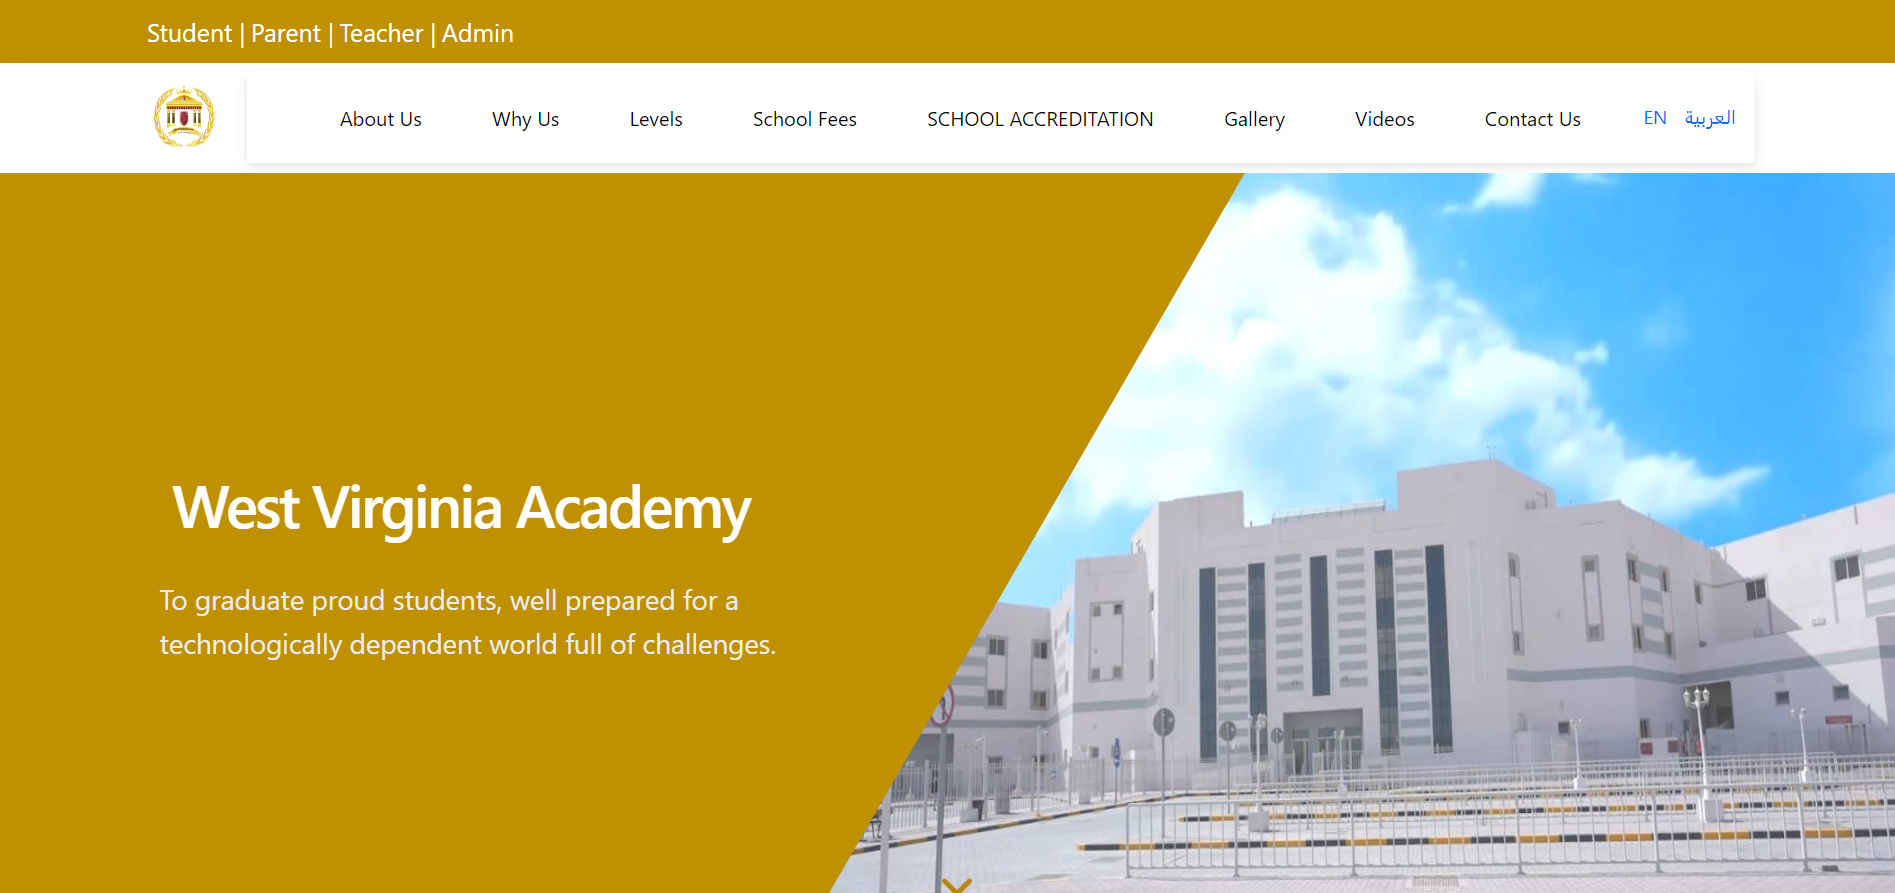 Student | Parent | Teacher | Admin
About Us Why Us Levels School Fees SCHOOL ACCREDITATION Gallery Videos Contact Us EN العربية
West Virginia Academy
To graduate proud students, well prepared for a
technologically dependent world full of challenges.